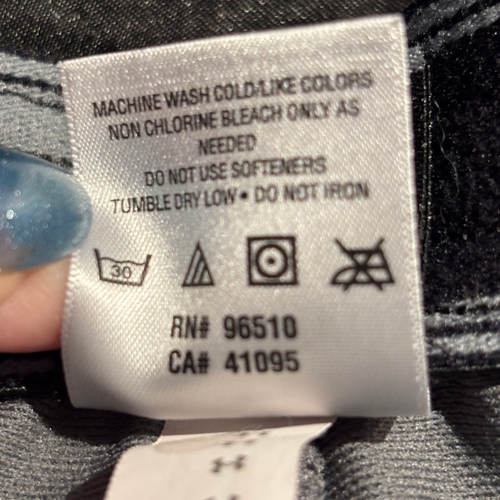 MACHINE WASH COLD/LIKE COLORS
NON CHLORINE BLEACH ONLY AS
NEEDED
DO NOT USE SOFTENERS
TUMBLE DRY LOW • DO NOT IRON
30
RN# 96510
CA# 41095